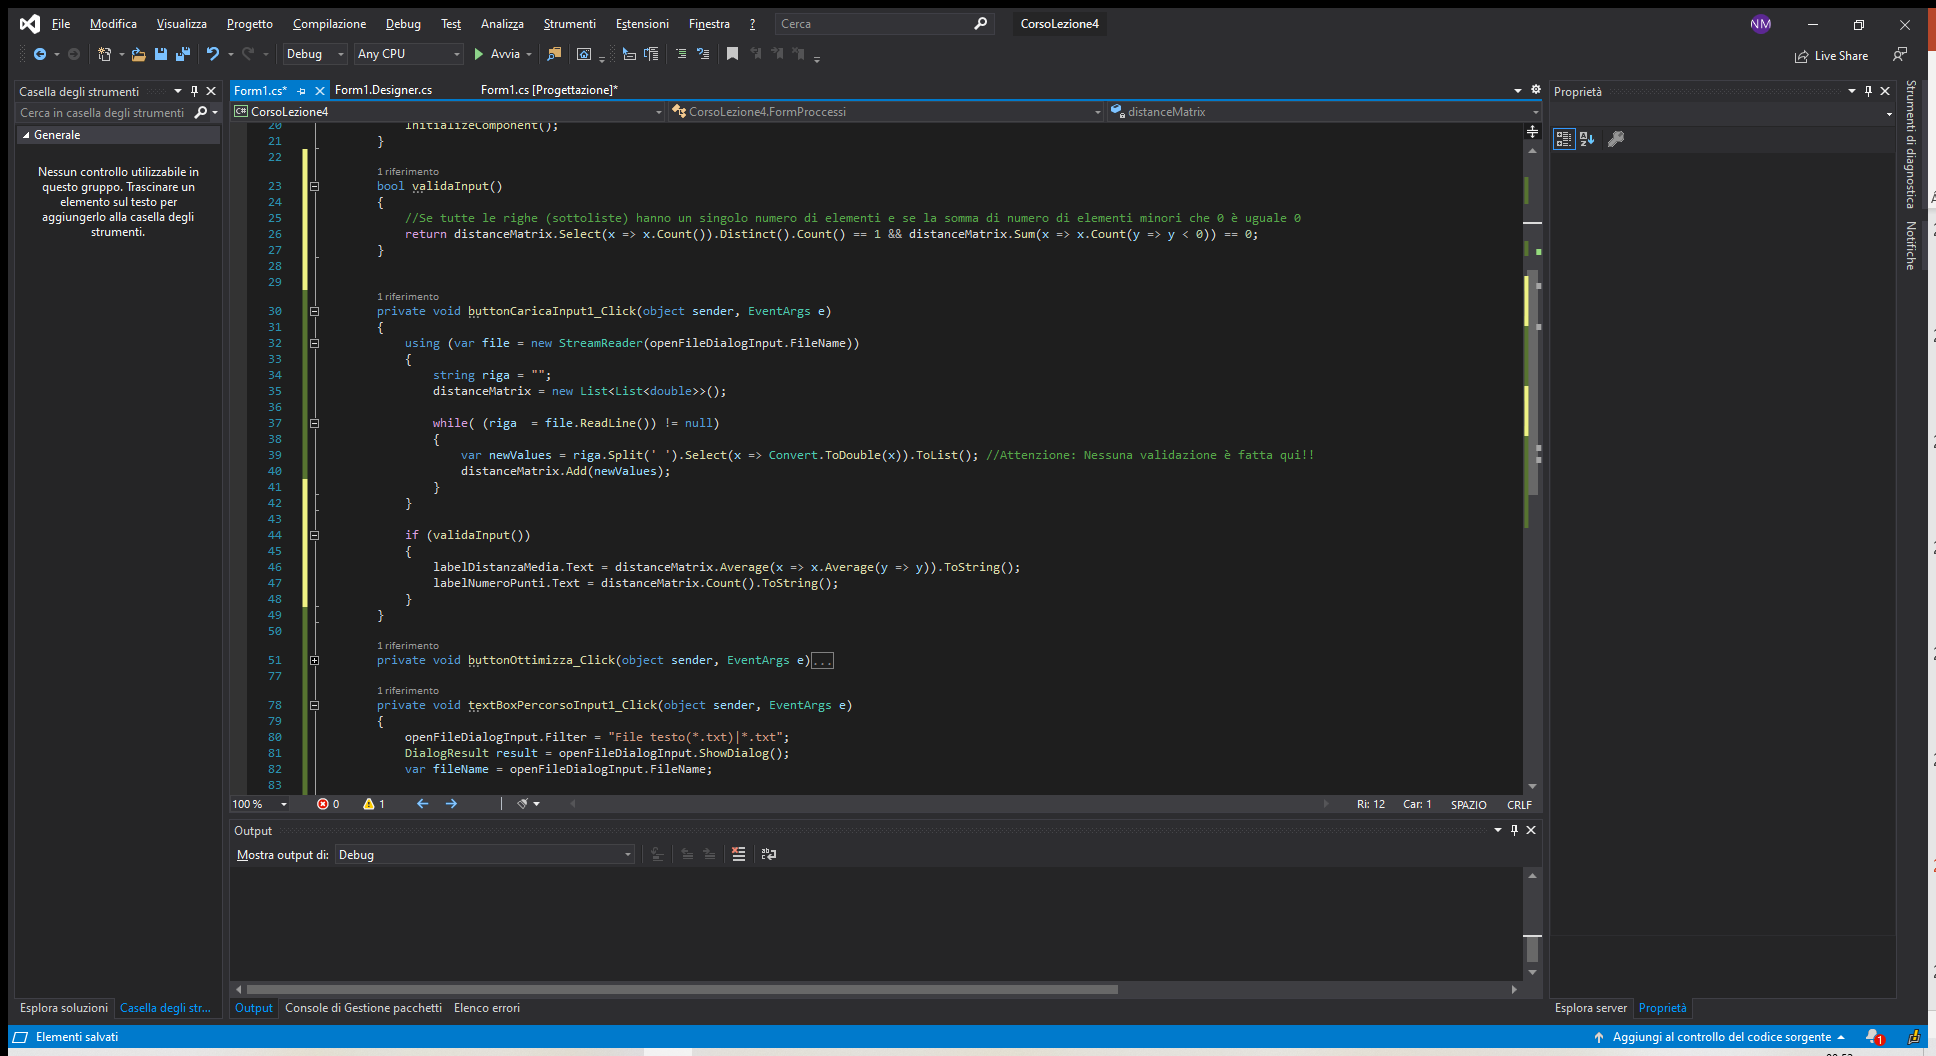 File Modifica Visualizza Progetto Compilazione Debug Test Analizza Strumenti Estensioni Finestra ? Cerca CorsoLezione4 NM
Debug Any CPU Avvia Live Share
Casella degli strumenti
Cerca in casella degli strumenti
Generale
Nessun controllo utilizzabile in
questo gruppo. Trascinare un
elemento sul testo per
aggiungerlo alla casella degli
strumenti.
Form1.cs* Form1.Designer.cs Form1.cs [Progettazione]*
C# CorsoLezione4 CorsoLezione4.FormProccessi distanceMatrix
20 InitializeComponent();
21 }
22
1 riferimento
23 bool validaInput()
24 {
25 //Se tutte le righe (sottoliste) hanno un singolo numero di elementi e se la somma di numero di elementi minori che 0 è uguale 0
26 return distanceMatrix.Select(x => x.Count()).Distinct().Count() == 1 && distanceMatrix.Sum(x => x.Count(y => y < 0)) == 0;
27 }
28
29
1 riferimento
30 private void buttonCaricaInput1_Click(object sender, EventArgs e)
31 {
32 using (var file = new StreamReader(openFileDialogInput.FileName))
33 {
34 string riga = "";
35 distanceMatrix = new List<List<double>>();
36
37 while( (riga  = file.ReadLine()) != null)
38 {
39 var newValues = riga.Split(' ').Select(x => Convert.ToDouble(x)).ToList(); //Attenzione: Nessuna validazione è fatta qui!!
40 distanceMatrix.Add(newValues);
41 }
42 }
43
44 if (validaInput())
45 {
46 labelDistanzaMedia.Text = distanceMatrix.Average(x => x.Average(y => y)).ToString();
47 labelNumeroPunti.Text = distanceMatrix.Count().ToString();
48 }
49 }
50
1 riferimento
51 private void buttonOttimizza_Click(object sender, EventArgs e)...
77
1 riferimento
78 private void textBoxPercorsoInput1_Click(object sender, EventArgs e)
79 {
80 openFileDialogInput.Filter = "File testo(*.txt)|*.txt";
81 DialogResult result = openFileDialogInput.ShowDialog();
82 var fileName = openFileDialogInput.FileName;
83
100 % 0 1 Ri: 12 Car: 1 SPAZIO CRLF
Output
Mostra output di: Debug
Output Console di Gestione pacchetti Elenco errori
Esplora soluzioni Casella degli str...
Proprietà
Esplora server Proprietà
Strumenti di diagnostica
Notifiche
Elementi salvati Aggiungi al controllo del codice sorgente 1